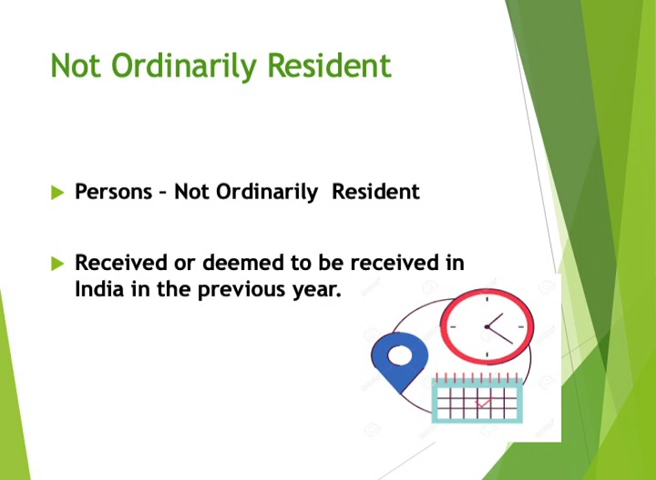 Not Ordinarily Resident
Persons – Not Ordinarily  Resident
Received or deemed to be received in
India in the previous year.